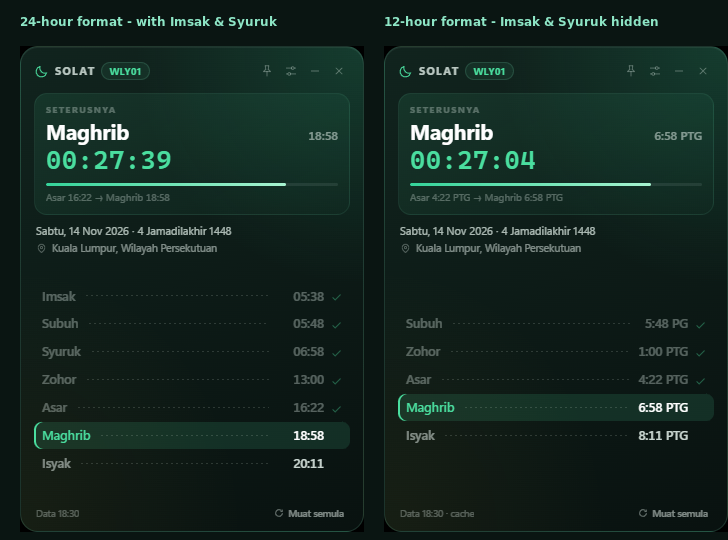 24-hour format - with Imsak & Syuruk
SOLAT WLY01
SETERUSNYA
Maghrib 18:58
00:27:39
Asar 16:22 → Maghrib 18:58
Sabtu, 14 Nov 2026 · 4 Jamadilakhir 1448
Kuala Lumpur, Wilayah Persekutuan
Imsak 05:38
Subuh 05:48
Syuruk 06:58
Zohor 13:00
Asar 16:22
Maghrib 18:58
Isyak 20:11
Data 18:30 Muat semula
12-hour format - Imsak & Syuruk hidden
SOLAT WLY01
SETERUSNYA
Maghrib 6:58 PTG
00:27:04
Asar 4:22 PTG → Maghrib 6:58 PTG
Sabtu, 14 Nov 2026 · 4 Jamadilakhir 1448
Kuala Lumpur, Wilayah Persekutuan
Subuh 5:48 PG
Zohor 1:00 PTG
Asar 4:22 PTG
Maghrib 6:58 PTG
Isyak 8:11 PTG
Data 18:30 · cache Muat semula